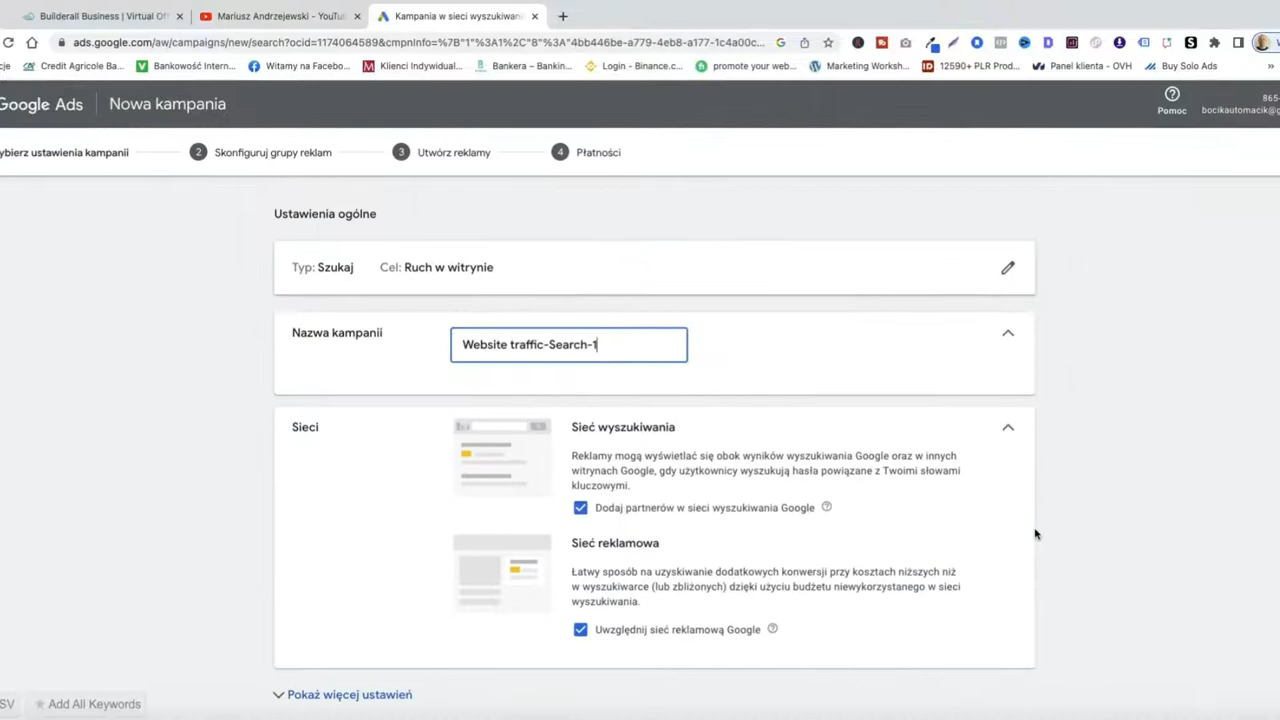 Builderall Business | Virtual Off
Mariusz Andrzejewski - YouTu
Kampania w sieci wyszukiwani
ads.google.com/aw/campaigns/new/search?ocid=1174064589&cmpnInfo=%7B"1"%3A1%2C"8"%3A"4bb446be-a779-4eb8-a177-1c4a00c...
cje
Credit Agricole Ba...
Bankowość Intern...
Witamy na Facebo...
Klienci Indywidual...
Bankera – Bankin...
Login - Binance.c...
promote your web...
Marketing Worksh...
12590+ PLR Prod...
Panel klienta - OVH
Buy Solo Ads
»
Google Ads
Nowa kampania
Pomoc
865-
bocikautomacik@g
ybierz ustawienia kampanii
2 Skonfiguruj grupy reklam
3 Utwórz reklamy
4 Płatności
Ustawienia ogólne
Typ: Szukaj Cel: Ruch w witrynie
Nazwa kampanii
Website traffic-Search-1
Sieci
Sieć wyszukiwania
Reklamy mogą wyświetlać się obok wyników wyszukiwania Google oraz w innych
witrynach Google, gdy użytkownicy wyszukują hasła powiązane z Twoimi słowami
kluczowymi.
Dodaj partnerów w sieci wyszukiwania Google
Sieć reklamowa
Łatwy sposób na uzyskiwanie dodatkowych konwersji przy kosztach niższych niż
w wyszukiwarce (lub zbliżonych) dzięki użyciu budżetu niewykorzystanego w sieci
wyszukiwania.
Uwzględnij sieć reklamową Google
Pokaż więcej ustawień
SV
Add All Keywords